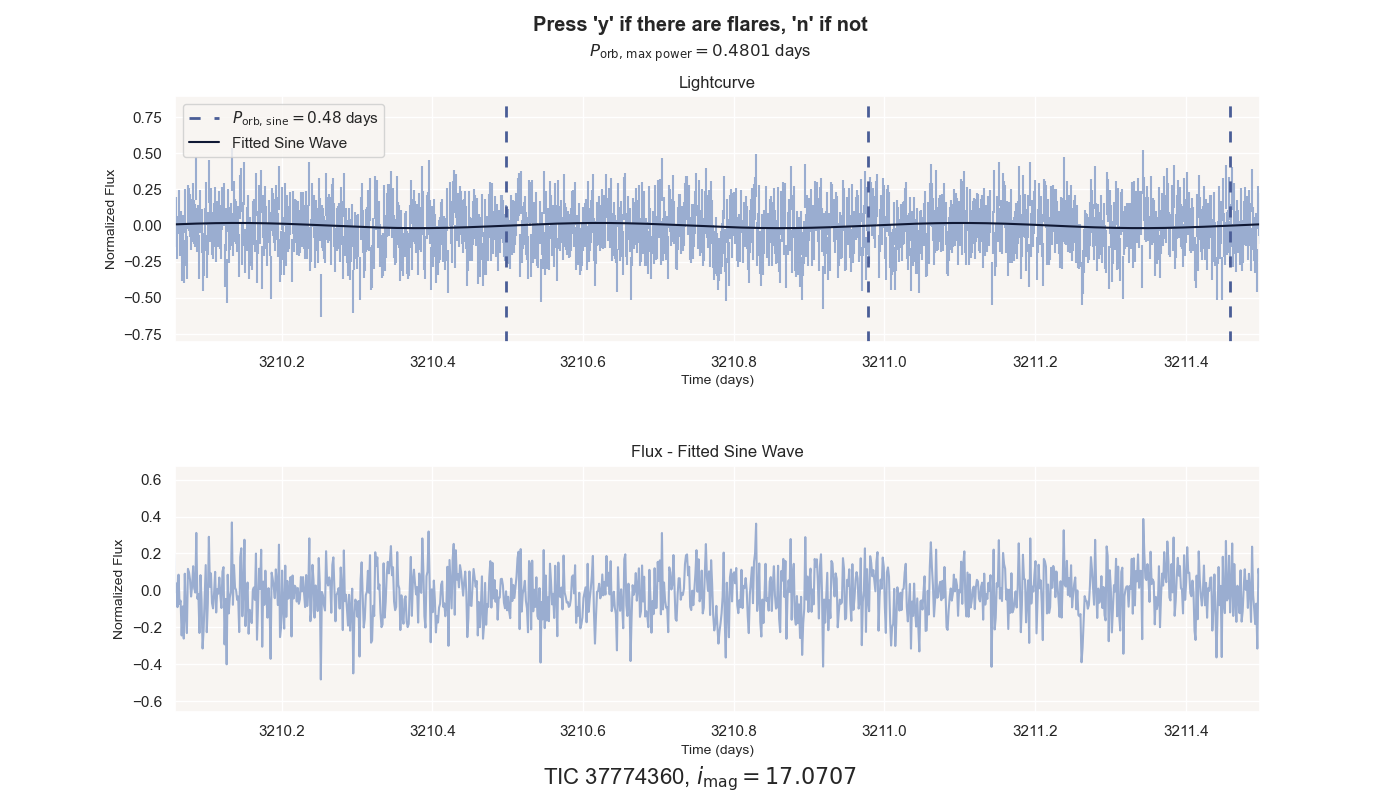 Press 'y' if there are flares, 'n' if not
P_orb, max power = 0.4801 days
Lightcurve
P_orb, sine = 0.48 days
Fitted Sine Wave
Normalized Flux
0.75
0.50
0.25
0.00
−0.25
−0.50
−0.75
3210.2 3210.4 3210.6 3210.8 3211.0 3211.2 3211.4
Time (days)
Flux - Fitted Sine Wave
Normalized Flux
0.6
0.4
0.2
0.0
−0.2
−0.4
−0.6
3210.2 3210.4 3210.6 3210.8 3211.0 3211.2 3211.4
Time (days)
TIC 37774360, i_mag = 17.0707